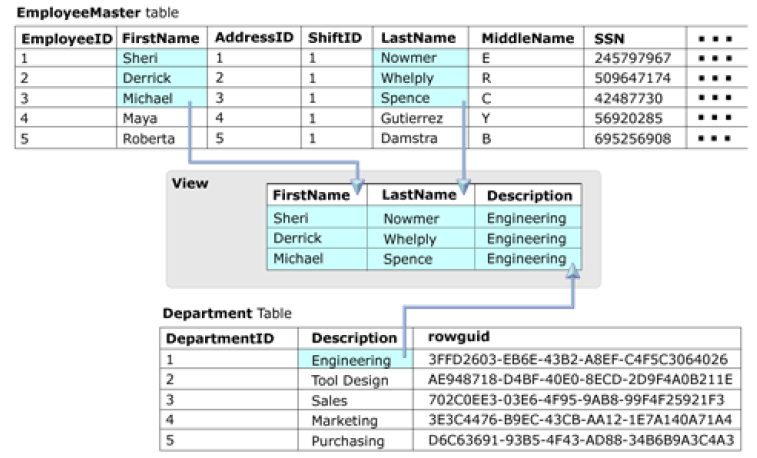 EmployeeMaster table
EmployeeID FirstName AddressID ShiftID LastName MiddleName SSN ▪ ▪ ▪
1 Sheri 1 1 Nowmer E 245797967 ▪ ▪ ▪
2 Derrick 2 1 Whelply R 509647174 ▪ ▪ ▪
3 Michael 3 1 Spence C 42487730 ▪ ▪ ▪
4 Maya 4 1 Gutierrez Y 56920285 ▪ ▪ ▪
5 Roberta 5 1 Damstra B 695256908 ▪ ▪ ▪
View
FirstName LastName Description
Sheri Nowmer Engineering
Derrick Whelply Engineering
Michael Spence Engineering
Department Table
DepartmentID Description rowguid
1 Engineering 3FFD2603-EB6E-43B2-A8EF-C4F5C3064026
2 Tool Design AE948718-D4BF-40E0-8ECD-2D9F4A0B211E
3 Sales 702C0EE3-03E6-4F95-9AB8-99F4F25921F3
4 Marketing 3E3C4476-B9EC-43CB-AA12-1E7A140A71A4
5 Purchasing D6C63691-93B5-4F43-AD88-34B6B9A3C4A3